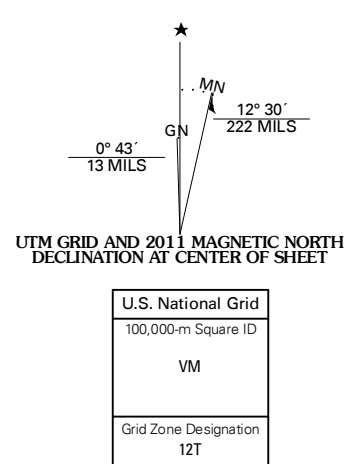 MN
GN
12° 30´
222 MILS
0° 43´
13 MILS
UTM GRID AND 2011 MAGNETIC NORTH
DECLINATION AT CENTER OF SHEET
U.S. National Grid
100,000-m Square ID
VM
Grid Zone Designation
12T